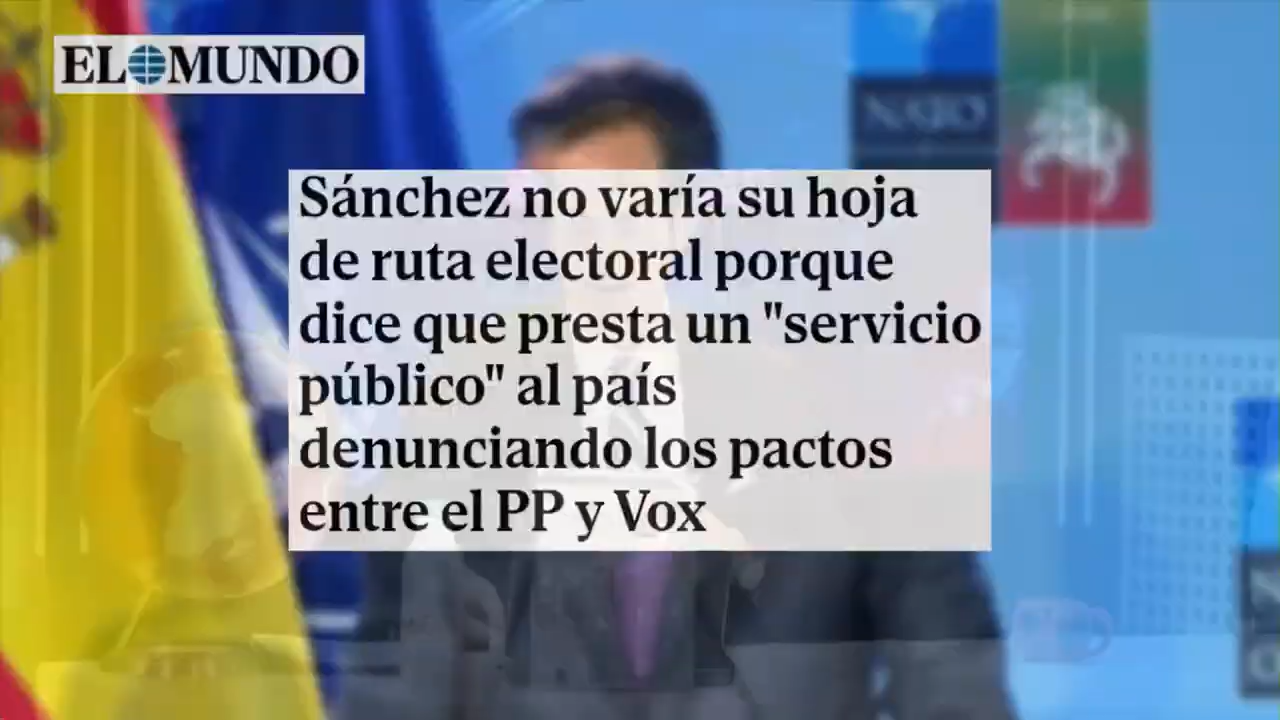 EL MUNDO
NATO
Sánchez no varía su hoja
de ruta electoral porque
dice que presta un "servicio
público" al país
denunciando los pactos
entre el PP y Vox